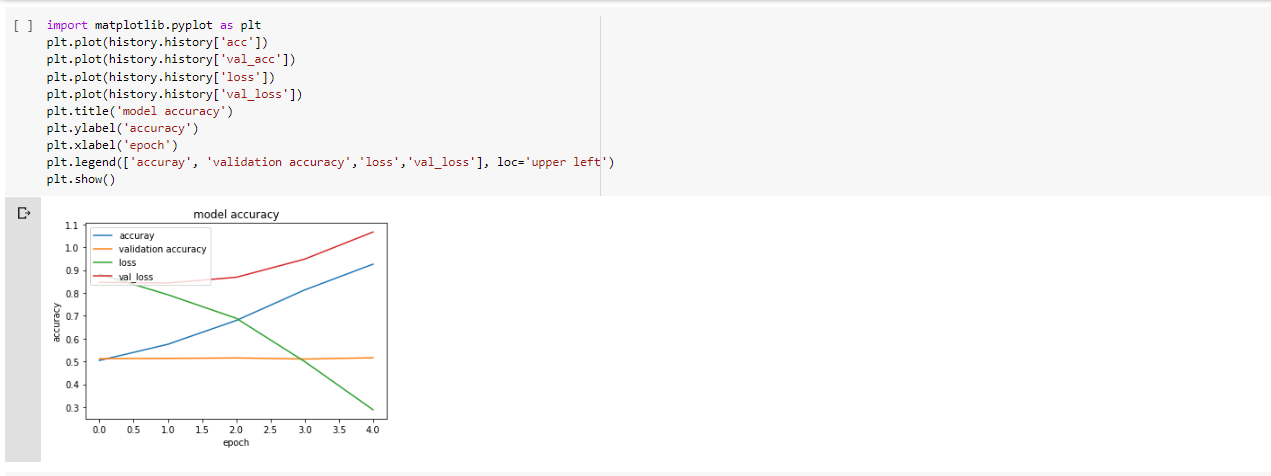 [ ] import matplotlib.pyplot as plt
plt.plot(history.history['acc'])
plt.plot(history.history['val_acc'])
plt.plot(history.history['loss'])
plt.plot(history.history['val_loss'])
plt.title('model accuracy')
plt.ylabel('accuracy')
plt.xlabel('epoch')
plt.legend(['accuray', 'validation accuracy','loss','val_loss'], loc='upper left')
plt.show()
model accuracy
accuray
validation accuracy
loss
val_loss
1.1
1.0
0.9
0.8
0.7
0.6
0.5
0.4
0.3
accuracy
0.0 0.5 1.0 1.5 2.0 2.5 3.0 3.5 4.0
epoch